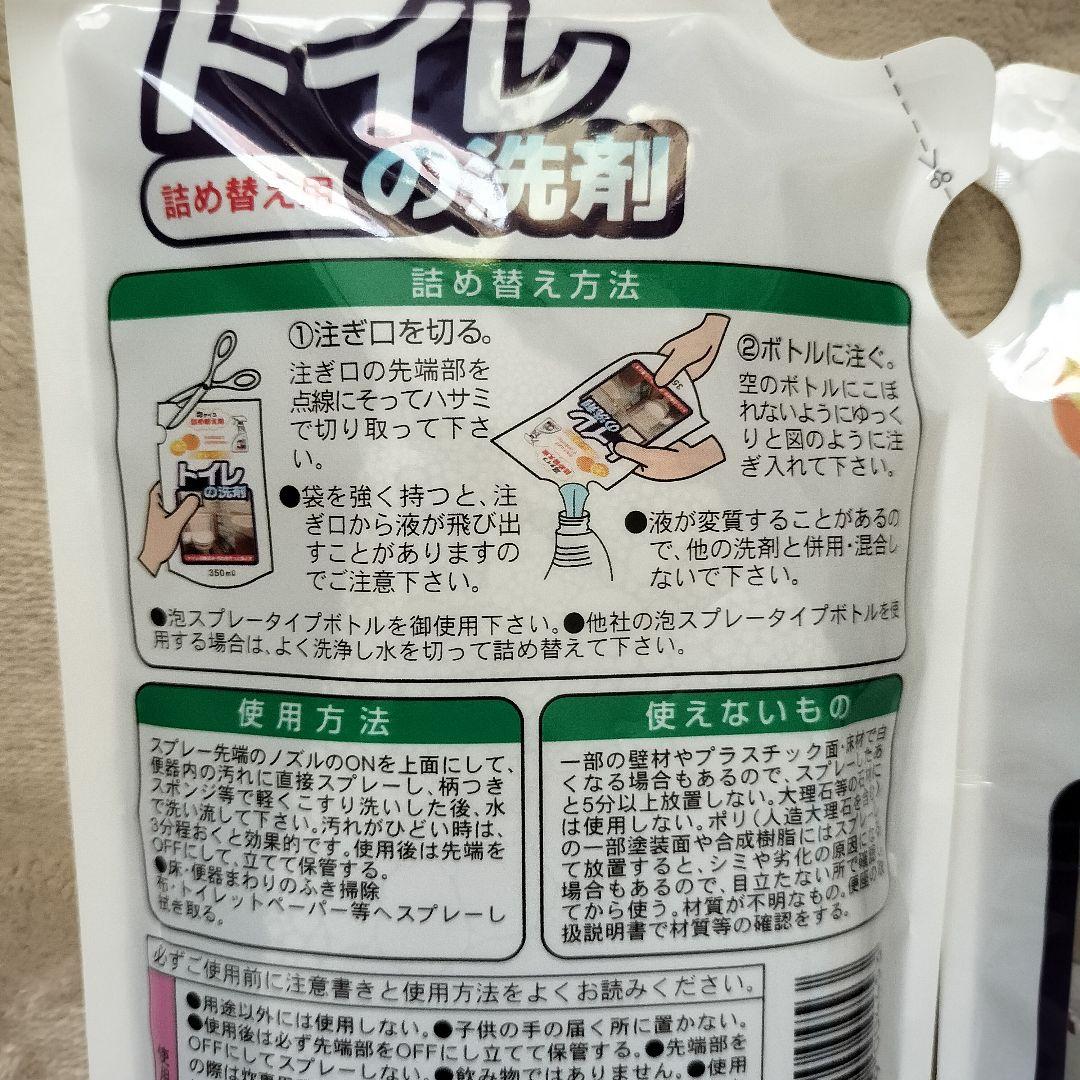 トイレ
の洗剤
詰め替え用
詰め替え方法
①注ぎ口を切る。
注ぎ口の先端部を
点線にそってハサミ
で切り取って下さ
い。
●袋を強く持つと、注
ぎ口から液が飛び出
すことがありますの
でご注意下さい。
トイレ
の洗剤
350mℓ
②ボトルに注ぐ。
空のボトルにこぼ
れないようにゆっく
りと図のように注
ぎ入れて下さい。
●液が変質することがあるの
で、他の洗剤と併用・混合し
ないで下さい。
●泡スプレータイプボトルを御使用下さい。●他社の泡スプレータイプボトルを使
用する場合は、よく洗浄し水を切って詰め替えて下さい。
使用方法
スプレー先端のノズルのONを上面にして、
便器内の汚れに直接スプレーし、柄つき
スポンジ等で軽くこすり洗いした後、水
で洗い流して下さい。汚れがひどい時は、
3分程おくと効果的です。使用後は先端を
OFFにして、立てて保管する。
●床・便器まわりのふき掃除
布・トイレットペーパー等へスプレーし
拭き取る。
使えないもの
一部の壁材やプラスチック面・床材で白
くなる場合もあるので、スプレーしたあ
と5分以上放置しない。大理石等の石材に
は使用しない。ポリ(人造大理石を含む)
の一部塗装面や合成樹脂にはスプレーし
て放置すると、シミや劣化の原因になる
場合もあるので、目立たない所で確認し
てから使う。材質が不明なもの。便座の取
扱説明書で材質等の確認をする。
必ずご使用前に注意書きと使用方法をよくお読みください。
●用途以外には使用しない。●子供の手の届く所に置かない。
●使用後は必ず先端部をOFFにし立てて保管する。●先端部を
OFFにしてスプレーしない。●飲み物ではありません。●使用
の際は炊事用